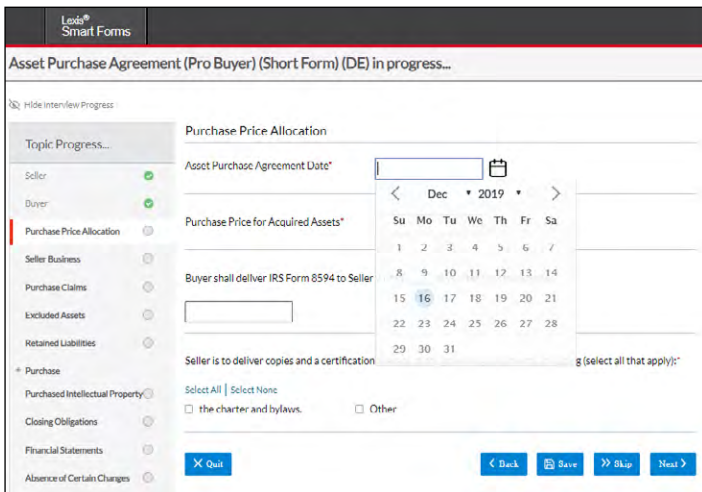 Lexis®
Smart Forms
Asset Purchase Agreement (Pro Buyer) (Short Form) (DE) in progress...
Hide Interview Progress
Topic Progress...
Seller
Buyer
Purchase Price Allocation
Seller Business
Purchase Claims
Excluded Assets
Retained Liabilities
+ Purchase
Purchased Intellectual Property
Closing Obligations
Financial Statements
Absence of Certain Changes
Purchase Price Allocation
Asset Purchase Agreement Date*
< Dec ▾ 2019 ▾ >
Su Mo Tu We Th Fr Sa
1 2 3 4 5 6 7
8 9 10 11 12 13 14
15 16 17 18 19 20 21
22 23 24 25 26 27 28
29 30 31
Purchase Price for Acquired Assets*
Buyer shall deliver IRS Form 8594 to Seller
Seller is to deliver copies and a certification g (select all that apply):*
Select All | Select None
the charter and bylaws. Other
X Quit < Back Save >> Skip Next >